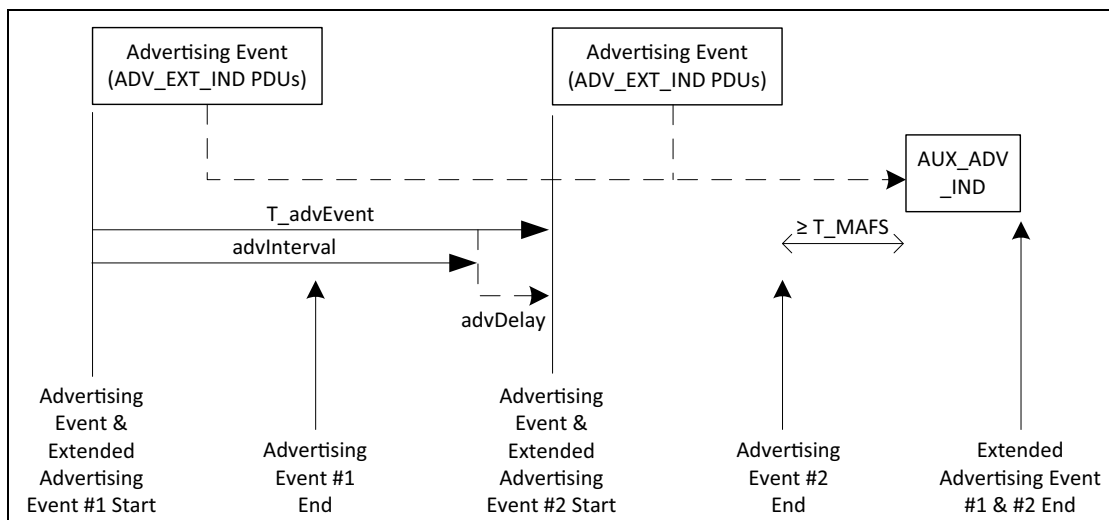 Advertising Event
(ADV_EXT_IND PDUs)
Advertising Event
(ADV_EXT_IND PDUs)
AUX_ADV
_IND
T_advEvent
≥ T_MAFS
advInterval
advDelay
Advertising
Event &
Extended
Advertising
Event #1 Start
Advertising
Event #1
End
Advertising
Event &
Extended
Advertising
Event #2 Start
Advertising
Event #2
End
Extended
Advertising Event
#1 & #2 End